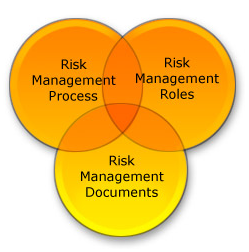 Risk
Management
Process
Risk
Management
Roles
Risk
Management
Documents